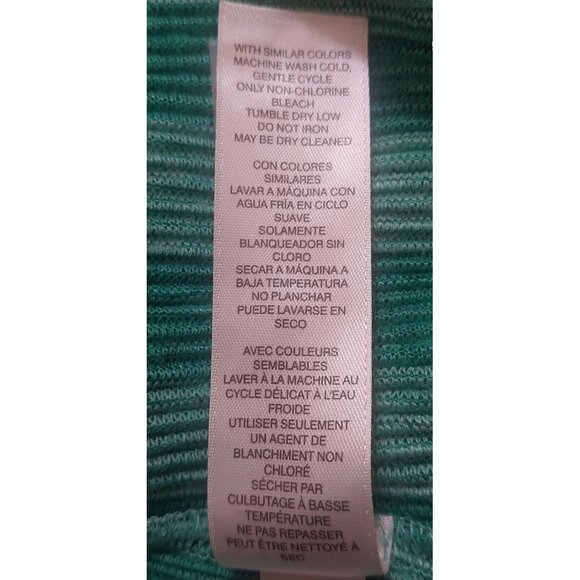 WITH SIMILAR COLORS
MACHINE WASH COLD,
GENTLE CYCLE
ONLY NON-CHLORINE
BLEACH
TUMBLE DRY LOW
DO NOT IRON
MAY BE DRY CLEANED
CON COLORES
SIMILARES
LAVAR A MÁQUINA CON
AGUA FRÍA EN CICLO
SUAVE
SOLAMENTE
BLANQUEADOR SIN
CLORO
SECAR A MÁQUINA A
BAJA TEMPERATURA
NO PLANCHAR
PUEDE LAVARSE EN
SECO
AVEC COULEURS
SEMBLABLES
LAVER À LA MACHINE AU
CYCLE DÉLICAT À L'EAU
FROIDE
UTILISER SEULEMENT
UN AGENT DE
BLANCHIMENT NON
CHLORÉ
SÉCHER PAR
CULBUTAGE À BASSE
TEMPÉRATURE
NE PAS REPASSER
PEUT ÊTRE NETTOYÉ À
SEC